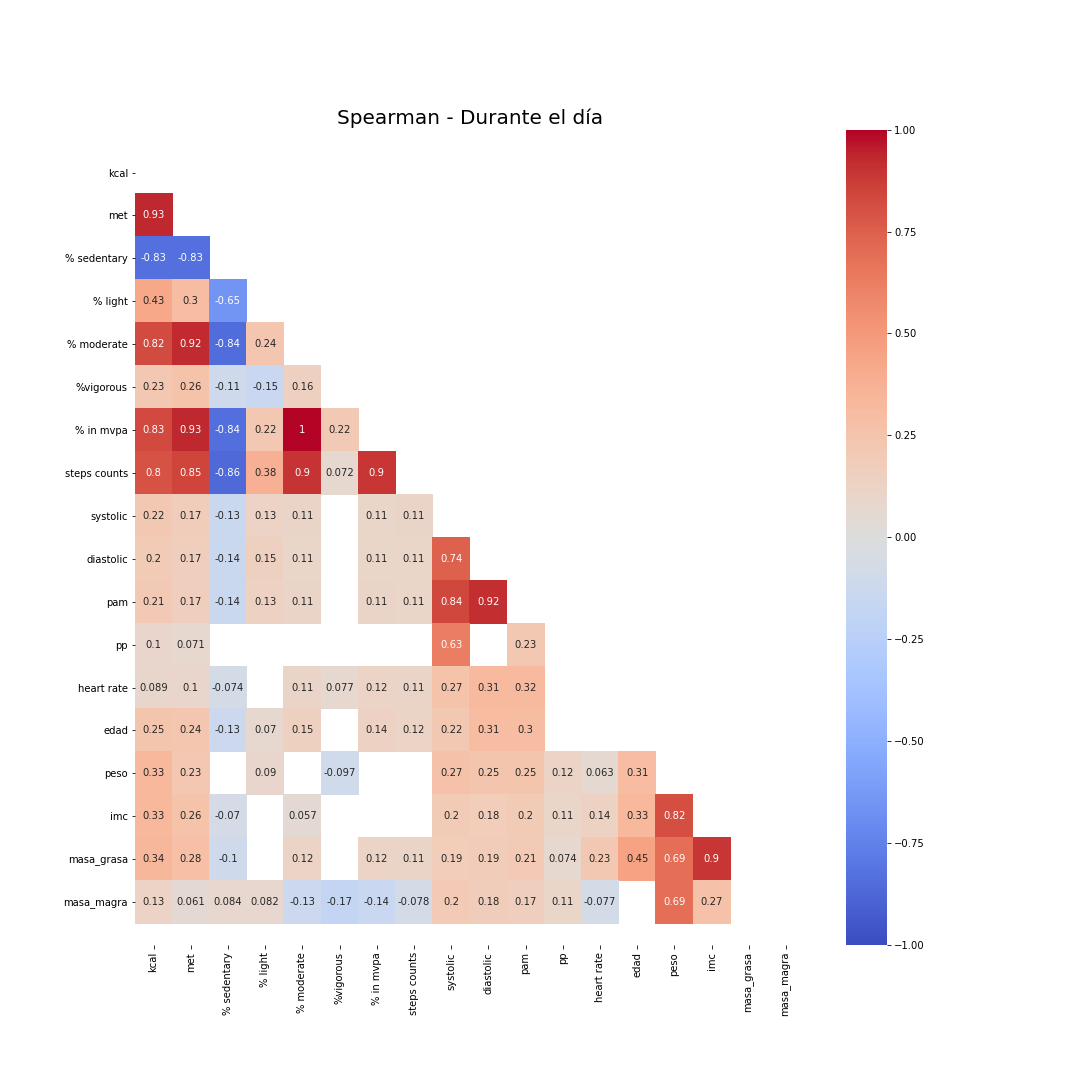 Spearman - Durante el día
1.00
kcal
met 0.93
% sedentary -0.83 -0.83
0.75
% light 0.43 0.3 -0.65
% moderate 0.82 0.92 -0.84 0.24
0.50
%vigorous 0.23 0.26 -0.11 -0.15 0.16
% in mvpa 0.83 0.93 -0.84 0.22 1 0.22
0.25
steps counts 0.8 0.85 -0.86 0.38 0.9 0.072 0.9
systolic 0.22 0.17 -0.13 0.13 0.11 0.11 0.11
0.00
diastolic 0.2 0.17 -0.14 0.15 0.11 0.11 0.11 0.74
pam 0.21 0.17 -0.14 0.13 0.11 0.11 0.11 0.84 0.92
−0.25
pp 0.1 0.071 0.63 0.23
heart rate 0.089 0.1 -0.074 0.11 0.077 0.12 0.11 0.27 0.31 0.32
edad 0.25 0.24 -0.13 0.07 0.15 0.14 0.12 0.22 0.31 0.3
−0.50
peso 0.33 0.23 0.09 -0.097 0.27 0.25 0.25 0.12 0.063 0.31
imc 0.33 0.26 -0.07 0.057 0.2 0.18 0.2 0.11 0.14 0.33 0.82
−0.75
masa_grasa 0.34 0.28 -0.1 0.12 0.12 0.11 0.19 0.19 0.21 0.074 0.23 0.45 0.69 0.9
masa_magra 0.13 0.061 0.084 0.082 -0.13 -0.17 -0.14 -0.078 0.2 0.18 0.17 0.11 -0.077 0.69 0.27
−1.00
kcal
met
% sedentary
% light
% moderate
%vigorous
% in mvpa
steps counts
systolic
diastolic
pam
pp
heart rate
edad
peso
imc
masa_grasa
masa_magra